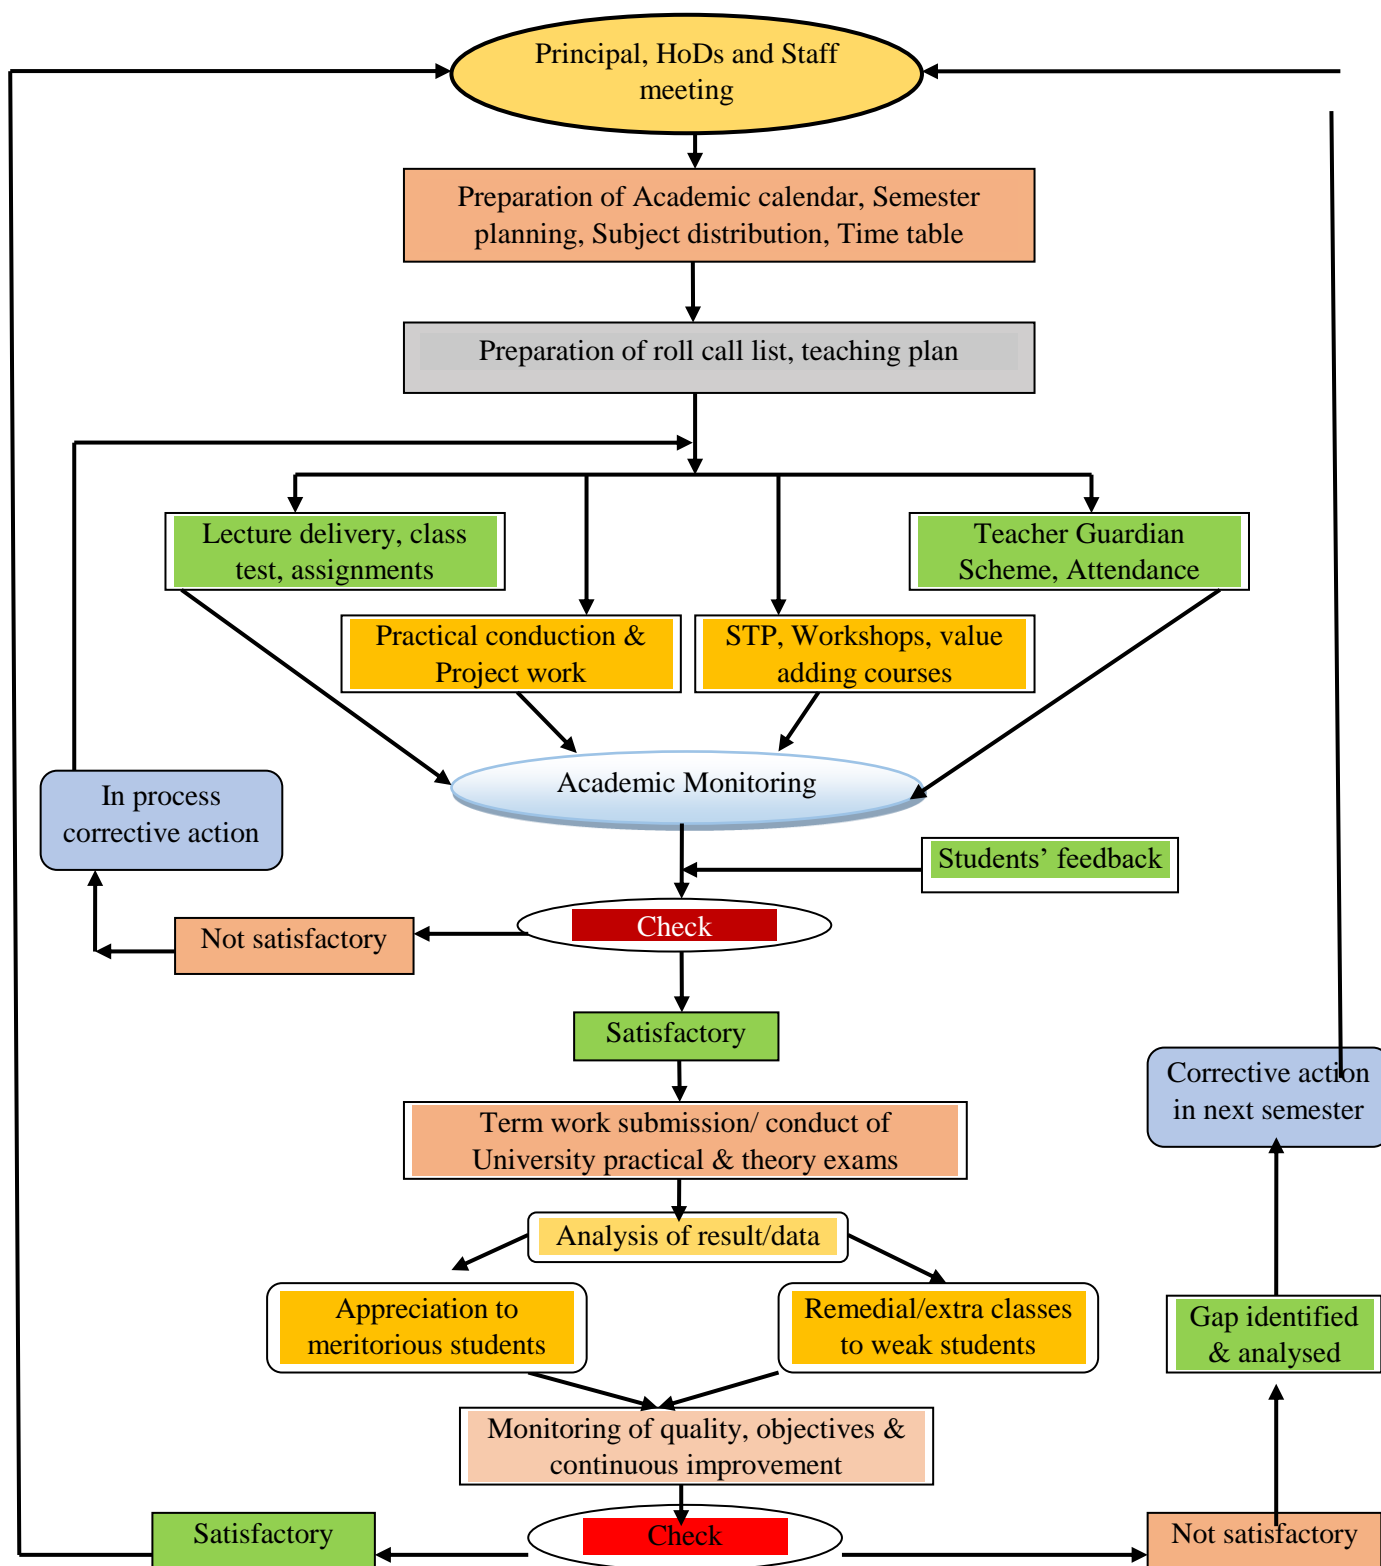 Principal, HoDs and Staff
meeting
Preparation of Academic calendar, Semester
planning, Subject distribution, Time table
Preparation of roll call list, teaching plan
Lecture delivery, class
test, assignments
Teacher Guardian
Scheme, Attendance
Practical conduction &
Project work
STP, Workshops, value
adding courses
Academic Monitoring
In process
corrective action
Students’ feedback
Check
Not satisfactory
Satisfactory
Corrective action
in next semester
Term work submission/ conduct of
University practical & theory exams
Analysis of result/data
Appreciation to
meritorious students
Remedial/extra classes
to weak students
Gap identified
& analysed
Monitoring of quality, objectives &
continuous improvement
Satisfactory
Check
Not satisfactory